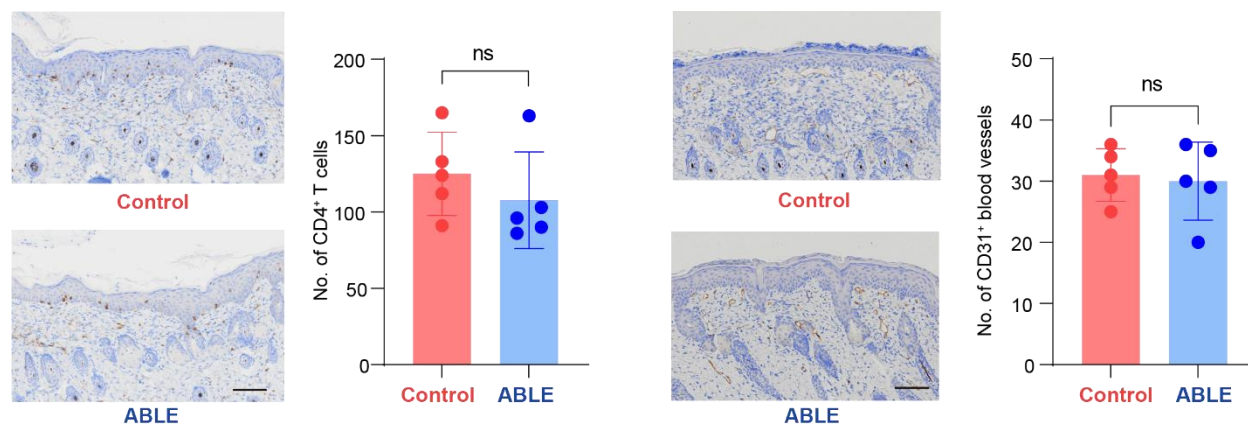 Control
ABLE
No. of CD4⁺ T cells
200
150
100
50
0
ns
Control
ABLE
Control
ABLE
No. of CD31⁺ blood vessels
50
40
30
20
10
0
ns
Control
ABLE